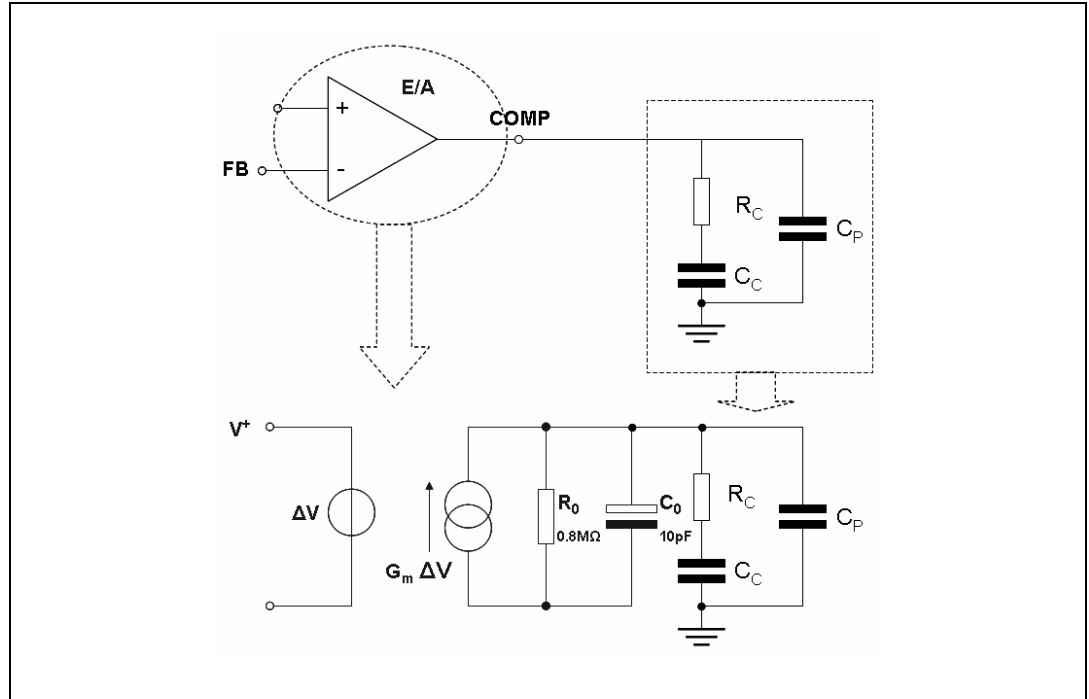 E/A
+
COMP
FB
-
R_C
C_P
C_C
V⁺
ΔV
G_m ΔV
R_0
0.8MΩ
C_0
10pF
R_C
C_P
C_C